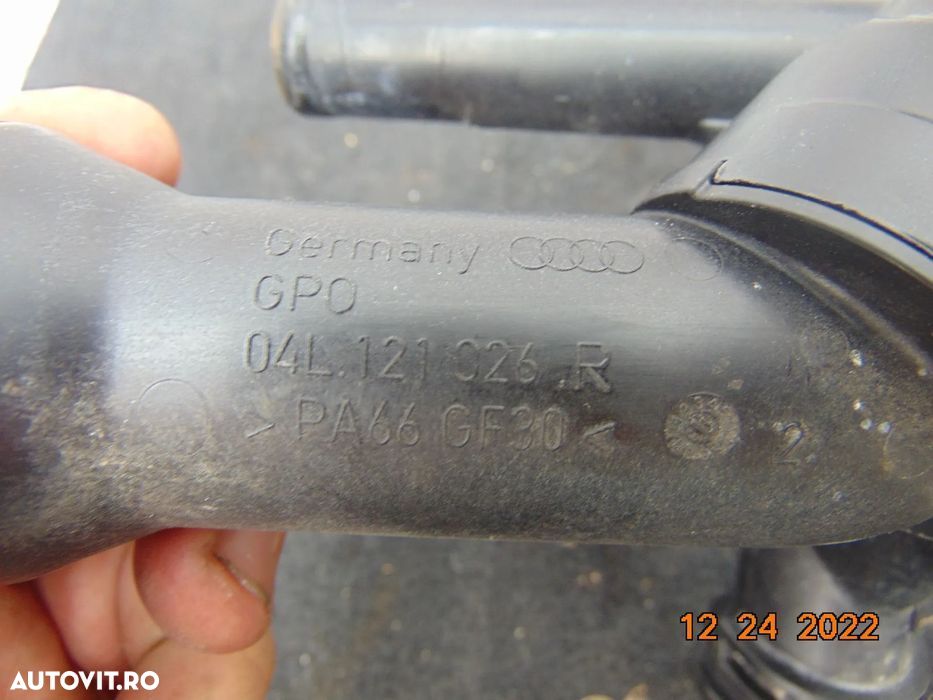 Germany
GPO
04L.121 026 .R
>PA66 GF30<
2
12 24 2022
AUTOVIT.RO